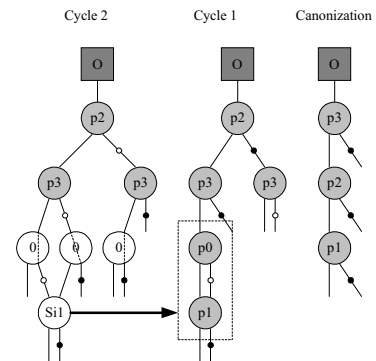 Cycle 2 Cycle 1 Canonization
O O O
p2 p2 p3
p3 p3 p3 p3 p2
0 0 0 p0 p1
Si1 p1